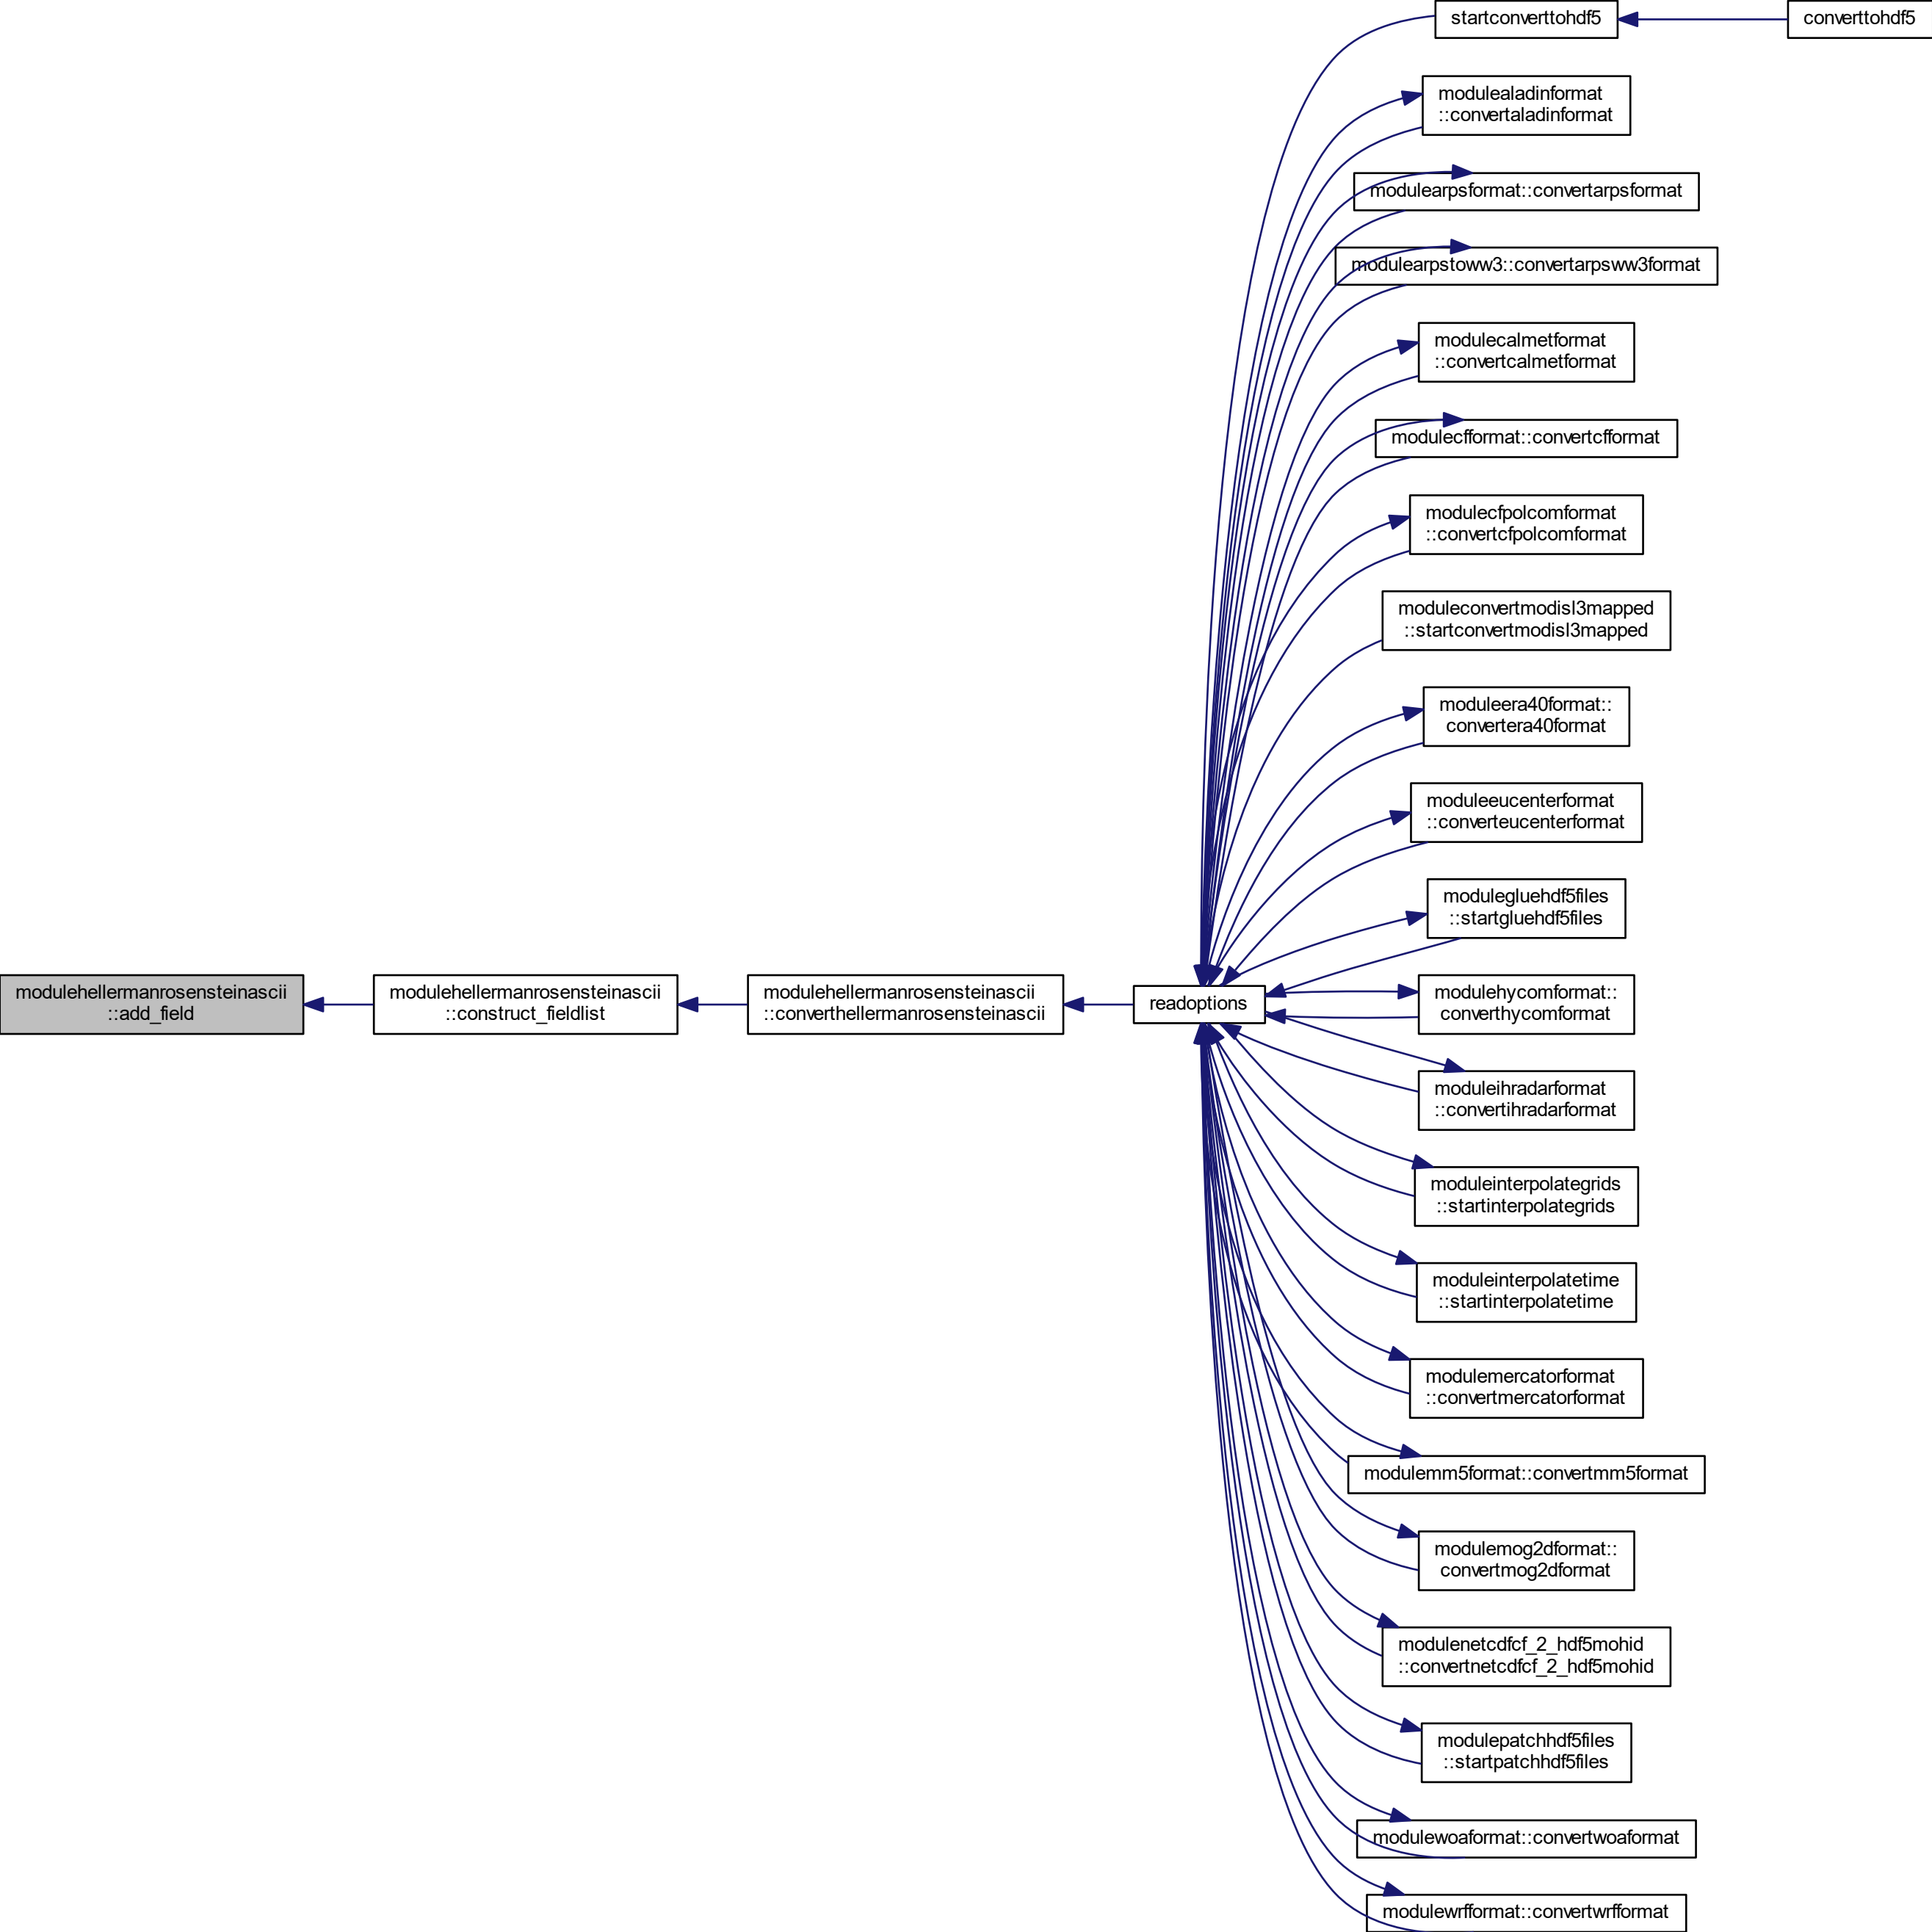 startconverttohdf5
converttohdf5
modulealadinformat
::convertaladinformat
modulearpsformat::convertarpsformat
modulearpstoww3::convertarpsww3format
modulecalmetformat
::convertcalmetformat
modulecfformat::convertcfformat
modulecfpolcomformat
::convertcfpolcomformat
moduleconvertmodisl3mapped
::startconvertmodisl3mapped
moduleera40format::
convertera40format
moduleeucenterformat
::converteucenterformat
modulegluehdf5files
::startgluehdf5files
modulehellermanrosensteinascii
::add_field
modulehellermanrosensteinascii
::construct_fieldlist
modulehellermanrosensteinascii
::converthellermanrosensteinascii
readoptions
modulehycomformat::
converthycomformat
moduleihradarformat
::convertihradarformat
moduleinterpolategrids
::startinterpolategrids
moduleinterpolatetime
::startinterpolatetime
modulemercatorformat
::convertmercatorformat
modulemm5format::convertmm5format
modulemog2dformat::
convertmog2dformat
modulenetcdfcf_2_hdf5mohid
::convertnetcdfcf_2_hdf5mohid
modulepatchhdf5files
::startpatchhdf5files
modulewoaformat::convertwoaformat
modulewrfformat::convertwrfformat